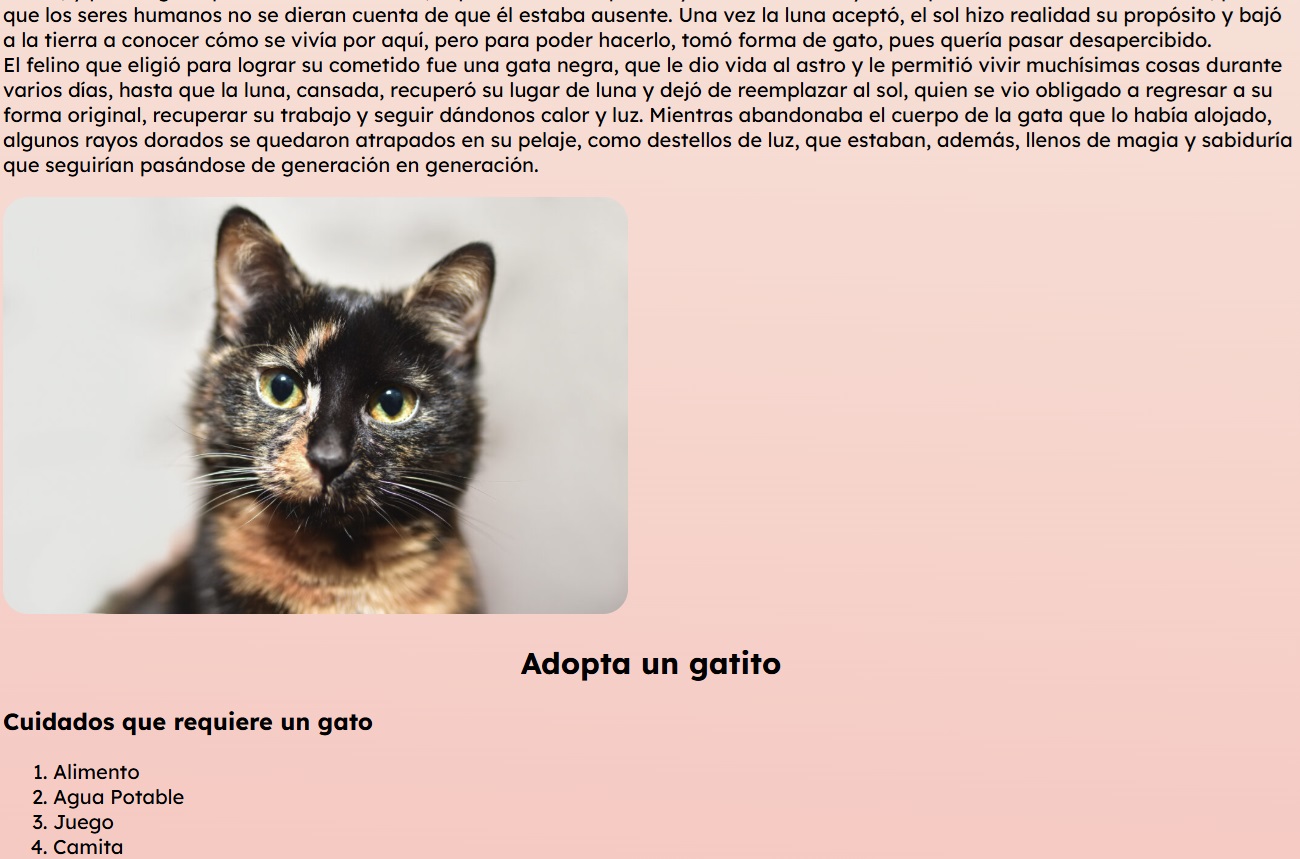 que los seres humanos no se dieran cuenta de que él estaba ausente. Una vez la luna aceptó, el sol hizo realidad su propósito y bajó
a la tierra a conocer cómo se vivía por aquí, pero para poder hacerlo, tomó forma de gato, pues quería pasar desapercibido.
El felino que eligió para lograr su cometido fue una gata negra, que le dio vida al astro y le permitió vivir muchísimas cosas durante
varios días, hasta que la luna, cansada, recuperó su lugar de luna y dejó de reemplazar al sol, quien se vio obligado a regresar a su
forma original, recuperar su trabajo y seguir dándonos calor y luz. Mientras abandonaba el cuerpo de la gata que lo había alojado,
algunos rayos dorados se quedaron atrapados en su pelaje, como destellos de luz, que estaban, además, llenos de magia y sabiduría
que seguirían pasándose de generación en generación.
Adopta un gatito
Cuidados que requiere un gato
1. Alimento
2. Agua Potable
3. Juego
4. Camita